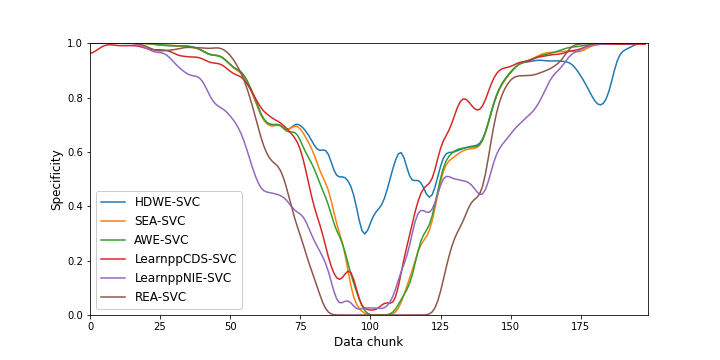 1.0
0.8
0.6
0.4
0.2
0.0
Specificity
HDWE-SVC
SEA-SVC
AWE-SVC
LearnppCDS-SVC
LearnppNIE-SVC
REA-SVC
0 25 50 75 100 125 150 175
Data chunk